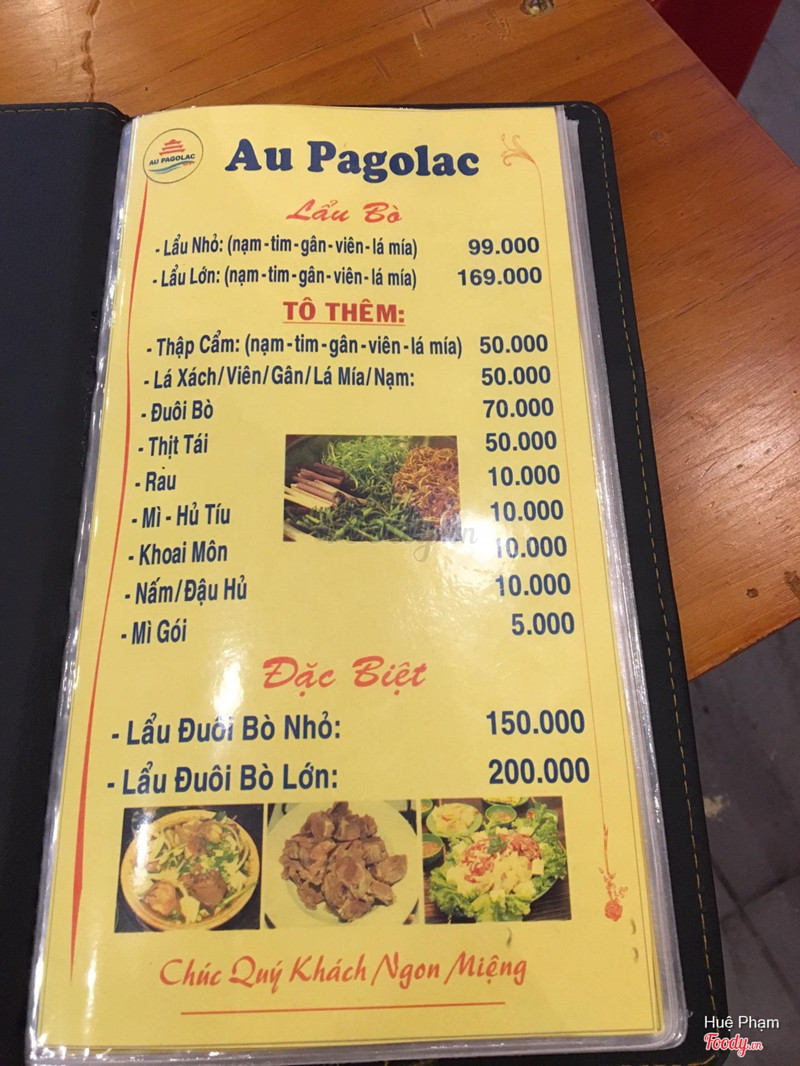 AU PAGOLAC
Au Pagolac
Lẩu Bò
- Lẩu Nhỏ: (nạm - tim - gân - viên - lá mía) 99.000
- Lẩu Lớn: (nạm - tim - gân - viên - lá mía) 169.000
TÔ THÊM:
- Thập Cẩm: (nạm - tim - gân - viên - lá mía) 50.000
- Lá Xách/Viên/Gân/Lá Mía/Nạm: 50.000
- Đuôi Bò 70.000
- Thịt Tái 50.000
- Rau 10.000
- Mì - Hủ Tíu 10.000
- Khoai Môn 10.000
- Nấm/Đậu Hủ 10.000
- Mì Gói 5.000
Đặc Biệt
- Lẩu Đuôi Bò Nhỏ: 150.000
- Lẩu Đuôi Bò Lớn: 200.000
Chúc Quý Khách Ngon Miệng
Huệ Phạm
Foody.vn